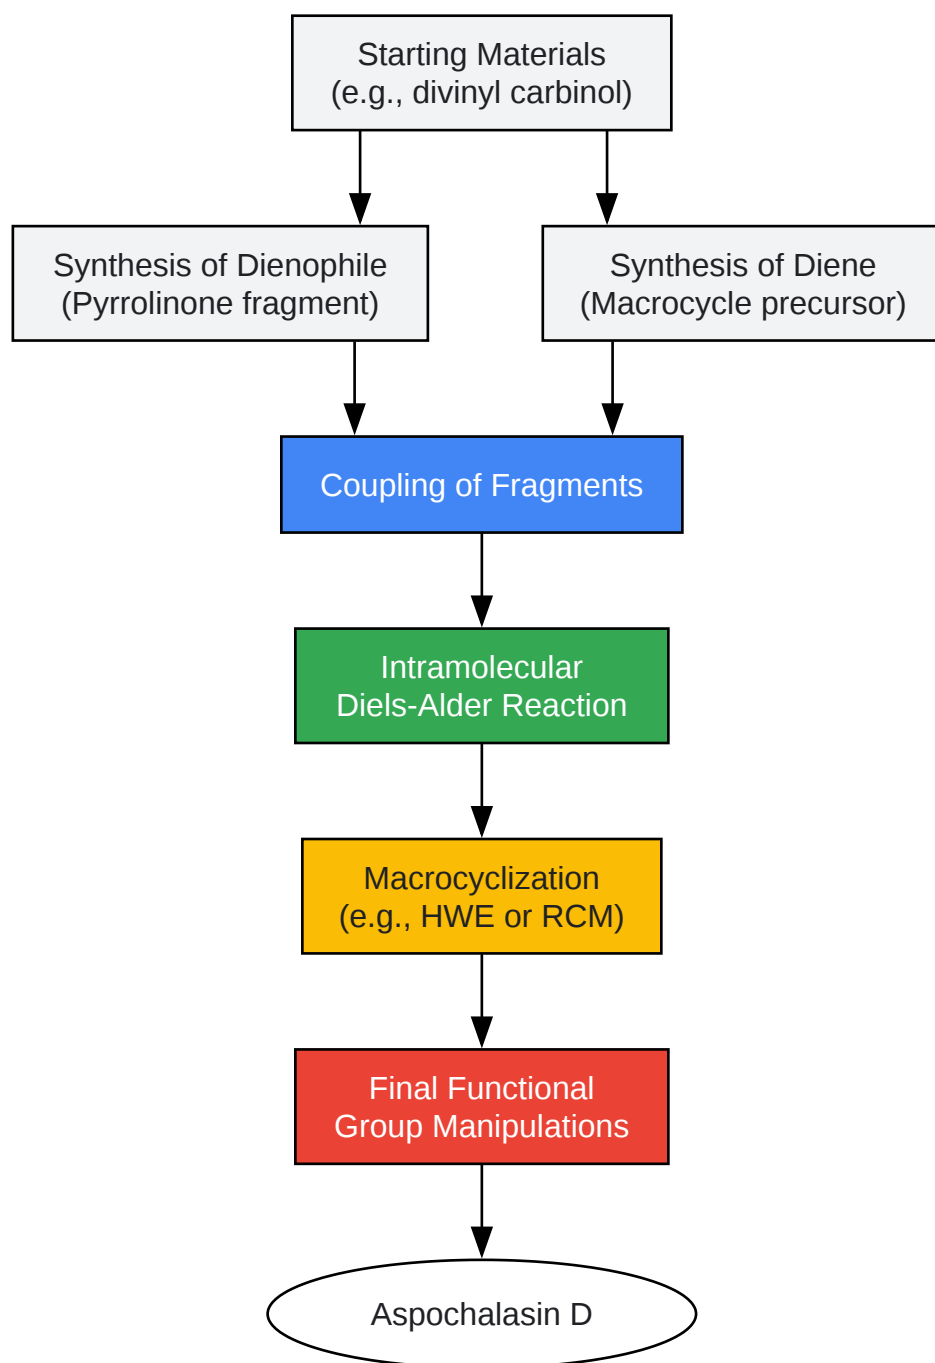 Starting Materials
(e.g., divinyl carbinol)
Synthesis of Dienophile
(Pyrrolinone fragment)
Synthesis of Diene
(Macrocycle precursor)
Coupling of Fragments
Intramolecular
Diels-Alder Reaction
Macrocyclization
(e.g., HWE or RCM)
Final Functional
Group Manipulations
Aspochalasin D